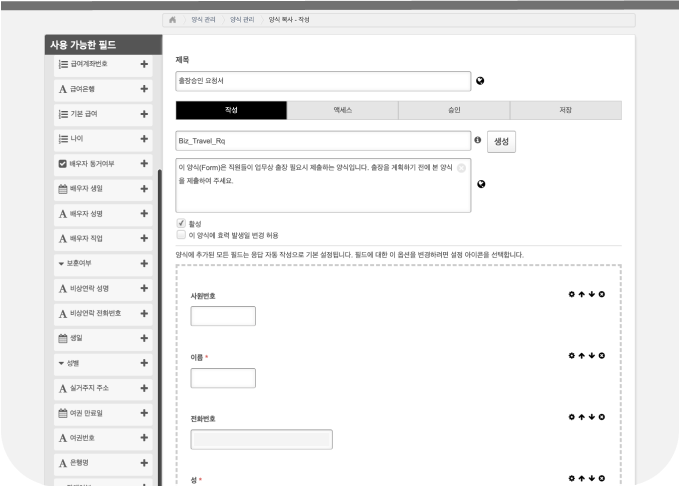 양식 관리 양식 관리 양식 복사 - 작성
사용 가능한 필드
급여계좌번호
급여은행
기본 급여
나이
배우자 동거여부
배우자 생일
배우자 성명
배우자 직업
보훈여부
비상연락 성명
비상연락 전화번호
생일
성별
실거주지 주소
여권 만료일
여권번호
은행명
제목
출장승인 요청서
작성 액세스 승인 저장
Biz_Travel_Rq 생성
이 양식(Form)은 직원들이 업무상 출장 필요시 제출하는 양식입니다. 출장을 계획하기 전에 본 양식
을 제출하여 주세요.
활성
이 양식에 효력 발생일 변경 허용
양식에 추가된 모든 필드는 응답 자동 작성으로 기본 설정됩니다. 필드에 대한 이 옵션을 변경하려면 설정 아이콘을 선택합니다.
사원번호
이름 *
전화번호
성 *